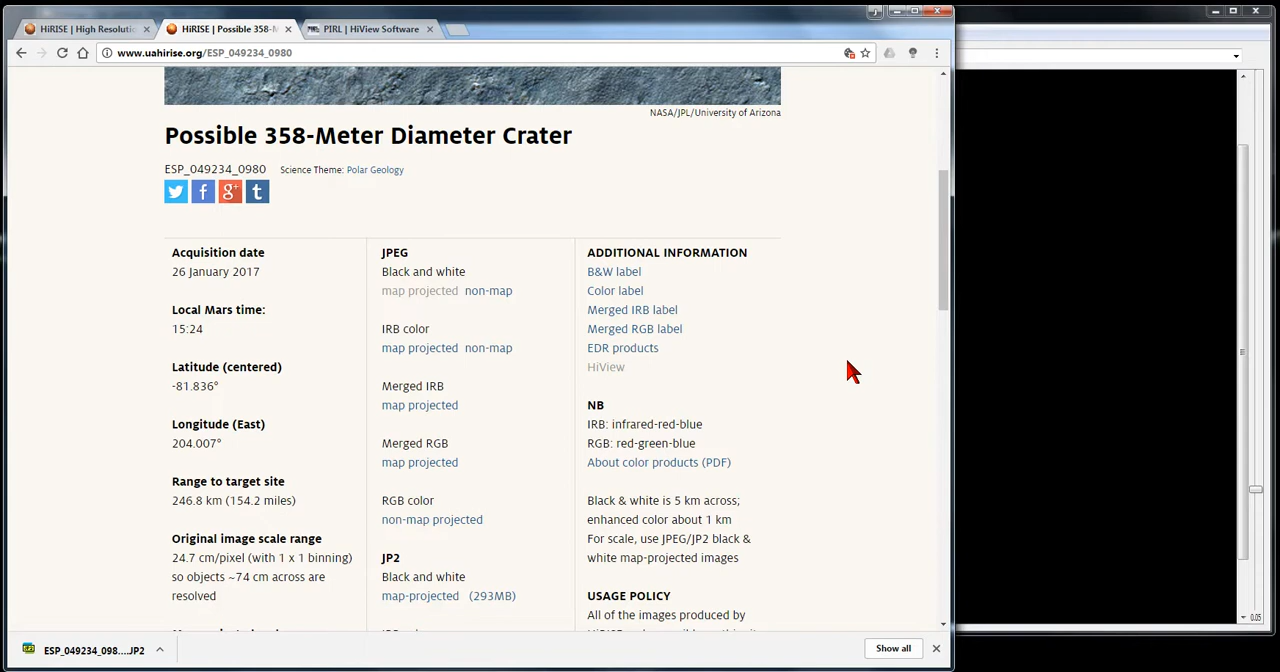 HiRISE | High Resolutio
HiRISE | Possible 358-M
PIRL | HiView Software
www.uahirise.org/ESP_049234_0980
NASA/JPL/University of Arizona
Possible 358-Meter Diameter Crater
ESP_049234_0980 Science Theme: Polar Geology
Acquisition date
26 January 2017
Local Mars time:
15:24
Latitude (centered)
-81.836°
Longitude (East)
204.007°
Range to target site
246.8 km (154.2 miles)
Original image scale range
24.7 cm/pixel (with 1 x 1 binning)
so objects ~74 cm across are
resolved
JPEG
Black and white
map projected non-map
IRB color
map projected non-map
Merged IRB
map projected
Merged RGB
map projected
RGB color
non-map projected
JP2
Black and white
map-projected (293MB)
ADDITIONAL INFORMATION
B&W label
Color label
Merged IRB label
Merged RGB label
EDR products
HiView
NB
IRB: infrared-red-blue
RGB: red-green-blue
About color products (PDF)
Black & white is 5 km across;
enhanced color about 1 km
For scale, use JPEG/JP2 black &
white map-projected images
USAGE POLICY
All of the images produced by
ESP_049234_098....JP2
Show all
0.05